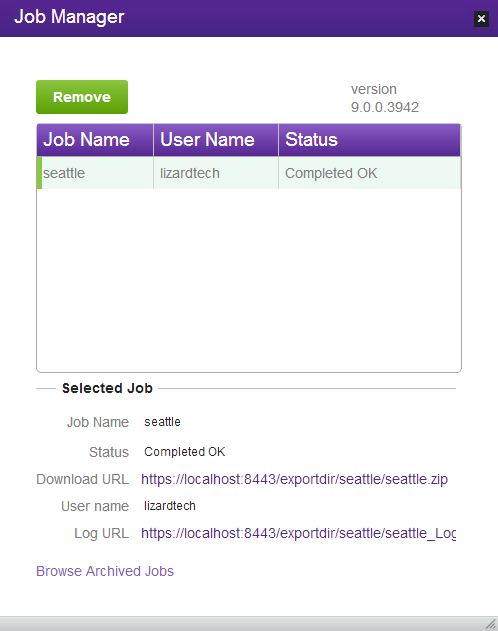 Job Manager
Remove
version
9.0.0.3942
Job Name User Name Status
seattle lizardtech Completed OK
Selected Job
Job Name seattle
Status Completed OK
Download URL https://localhost:8443/exportdir/seattle/seattle.zip
User name lizardtech
Log URL https://localhost:8443/exportdir/seattle/seattle_Log
Browse Archived Jobs